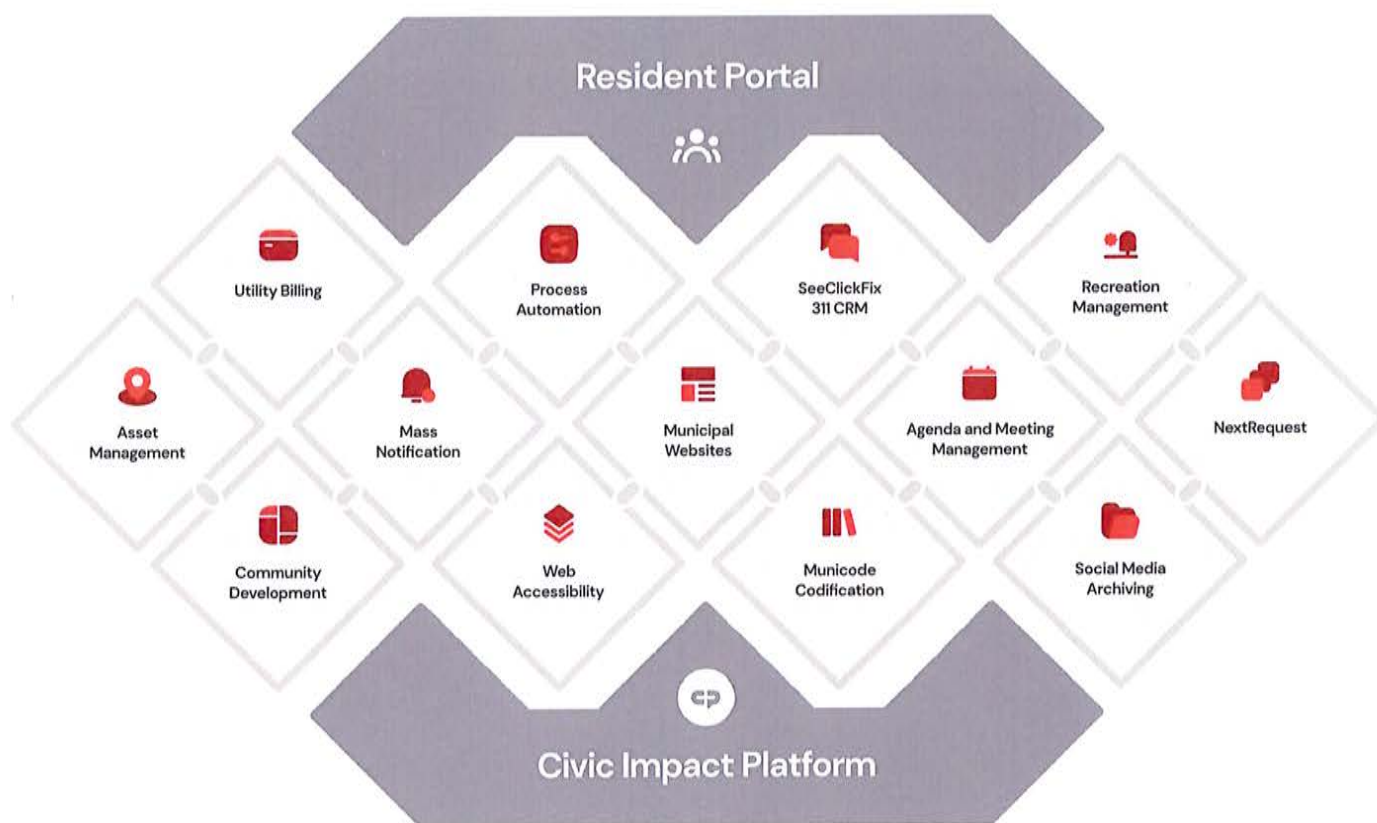 Resident Portal
Utility Billing
Process
Automation
SeeClickFix
311 CRM
Recreation
Management
Asset
Management
Mass
Notification
Municipal
Websites
Agenda and Meeting
Management
NextRequest
Community
Development
Web
Accessibility
Municode
Codification
Social Media
Archiving
Civic Impact Platform